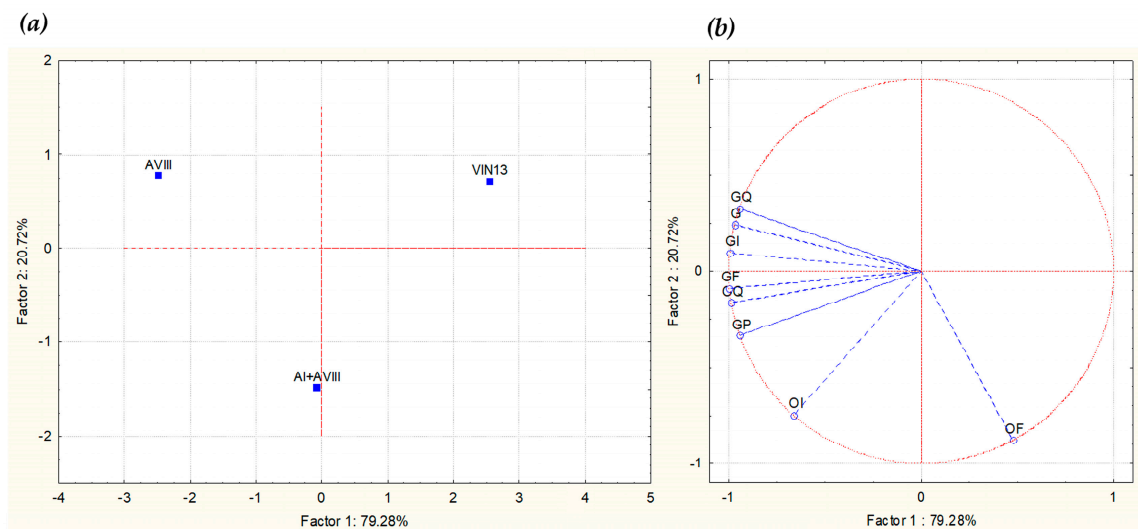 (a)
2
1
0
-1
-2
-4
-3
-2
-1
0
1
2
3
4
5
Factor 2: 20.72%
Factor 1: 79.28%
AVIII
VIN13
AI+AVIII
(b)
1
0
-1
-1
0
1
Factor 2 : 20.72%
Factor 1 : 79.28%
GQ
G
GI
GF
GQ
GP
OI
OF